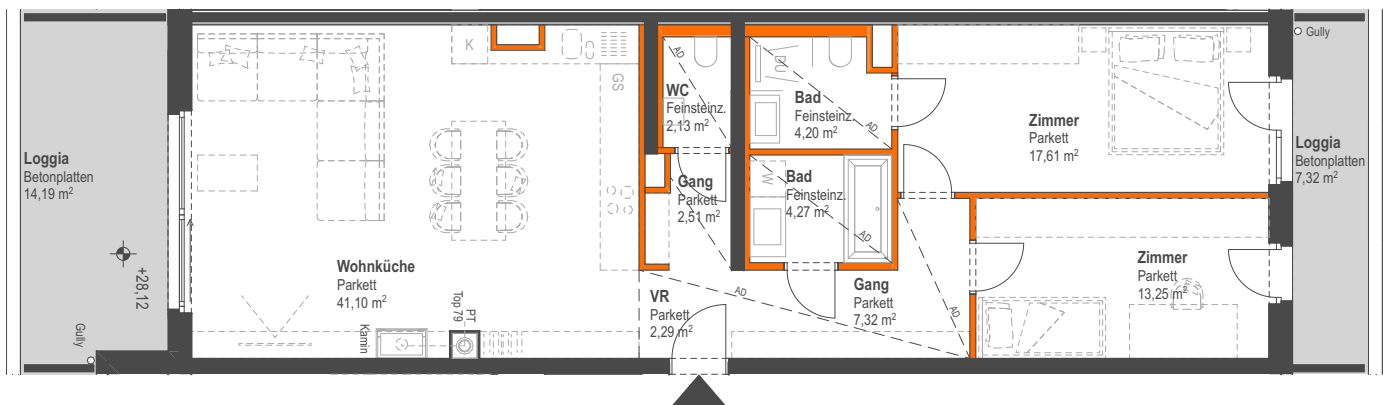 Loggia
Betonplatten
14,19 m²
+28,12
Gully
K
GS
Wohnküche
Parkett
41,10 m²
Kamin
Top79
PT
WC
Feinsteinz.
2,13 m²
AD
Gang
Parkett
2,51 m²
VR
Parkett
2,29 m²
AD
DU
Bad
Feinsteinz.
4,20 m²
AD
W
Bad
Feinsteinz.
4,27 m²
AD
Gang
Parkett
7,32 m²
AD
Zimmer
Parkett
17,61 m²
Zimmer
Parkett
13,25 m²
Gully
Loggia
Betonplatten
7,32 m²